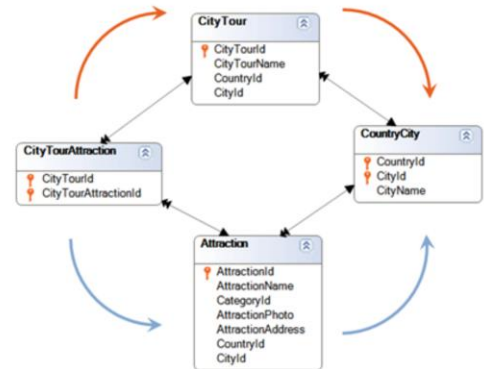 CityTour
CityTourId
CityTourName
CountryId
CityId
CityTourAttraction
CityTourId
CityTourAttractionId
CountryCity
CountryId
CityId
CityName
Attraction
AttractionId
AttractionName
CategoryId
AttractionPhoto
AttractionAddress
CountryId
CityId